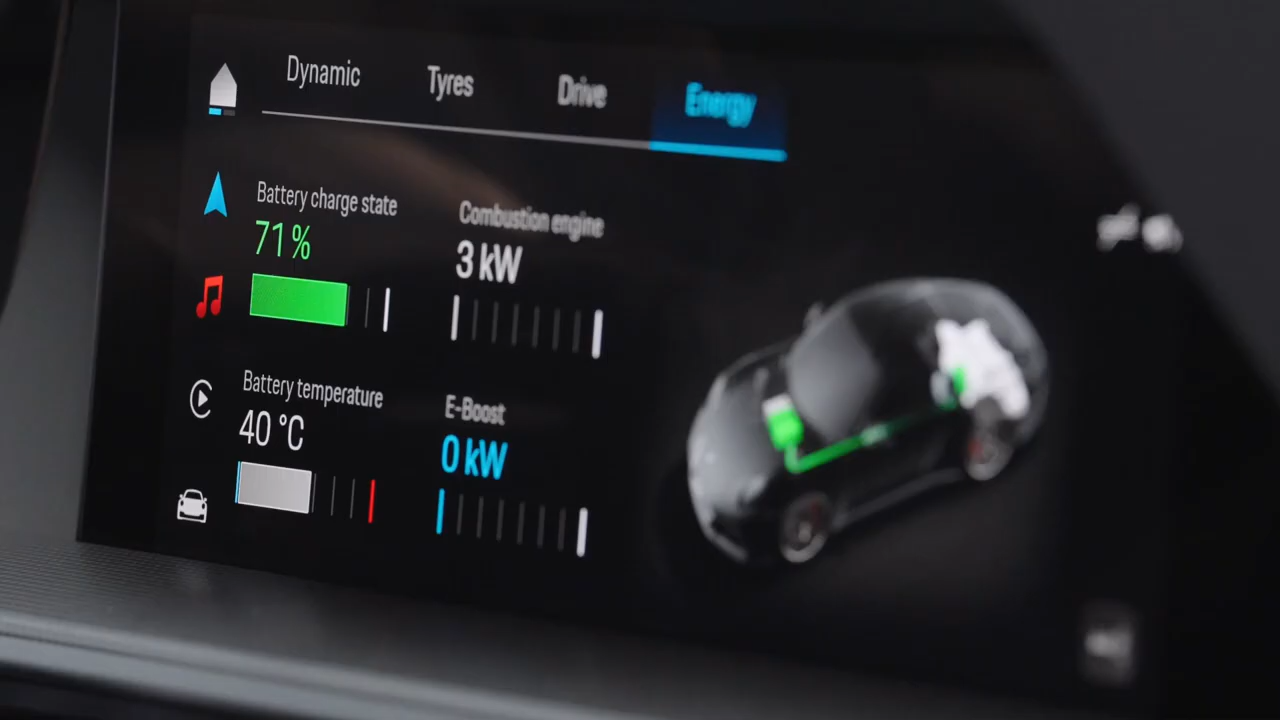 Dynamic
Tyres
Drive
Energy
Battery charge state
71%
Combustion engine
3 kW
Battery temperature
40 °C
E-Boost
0 kW